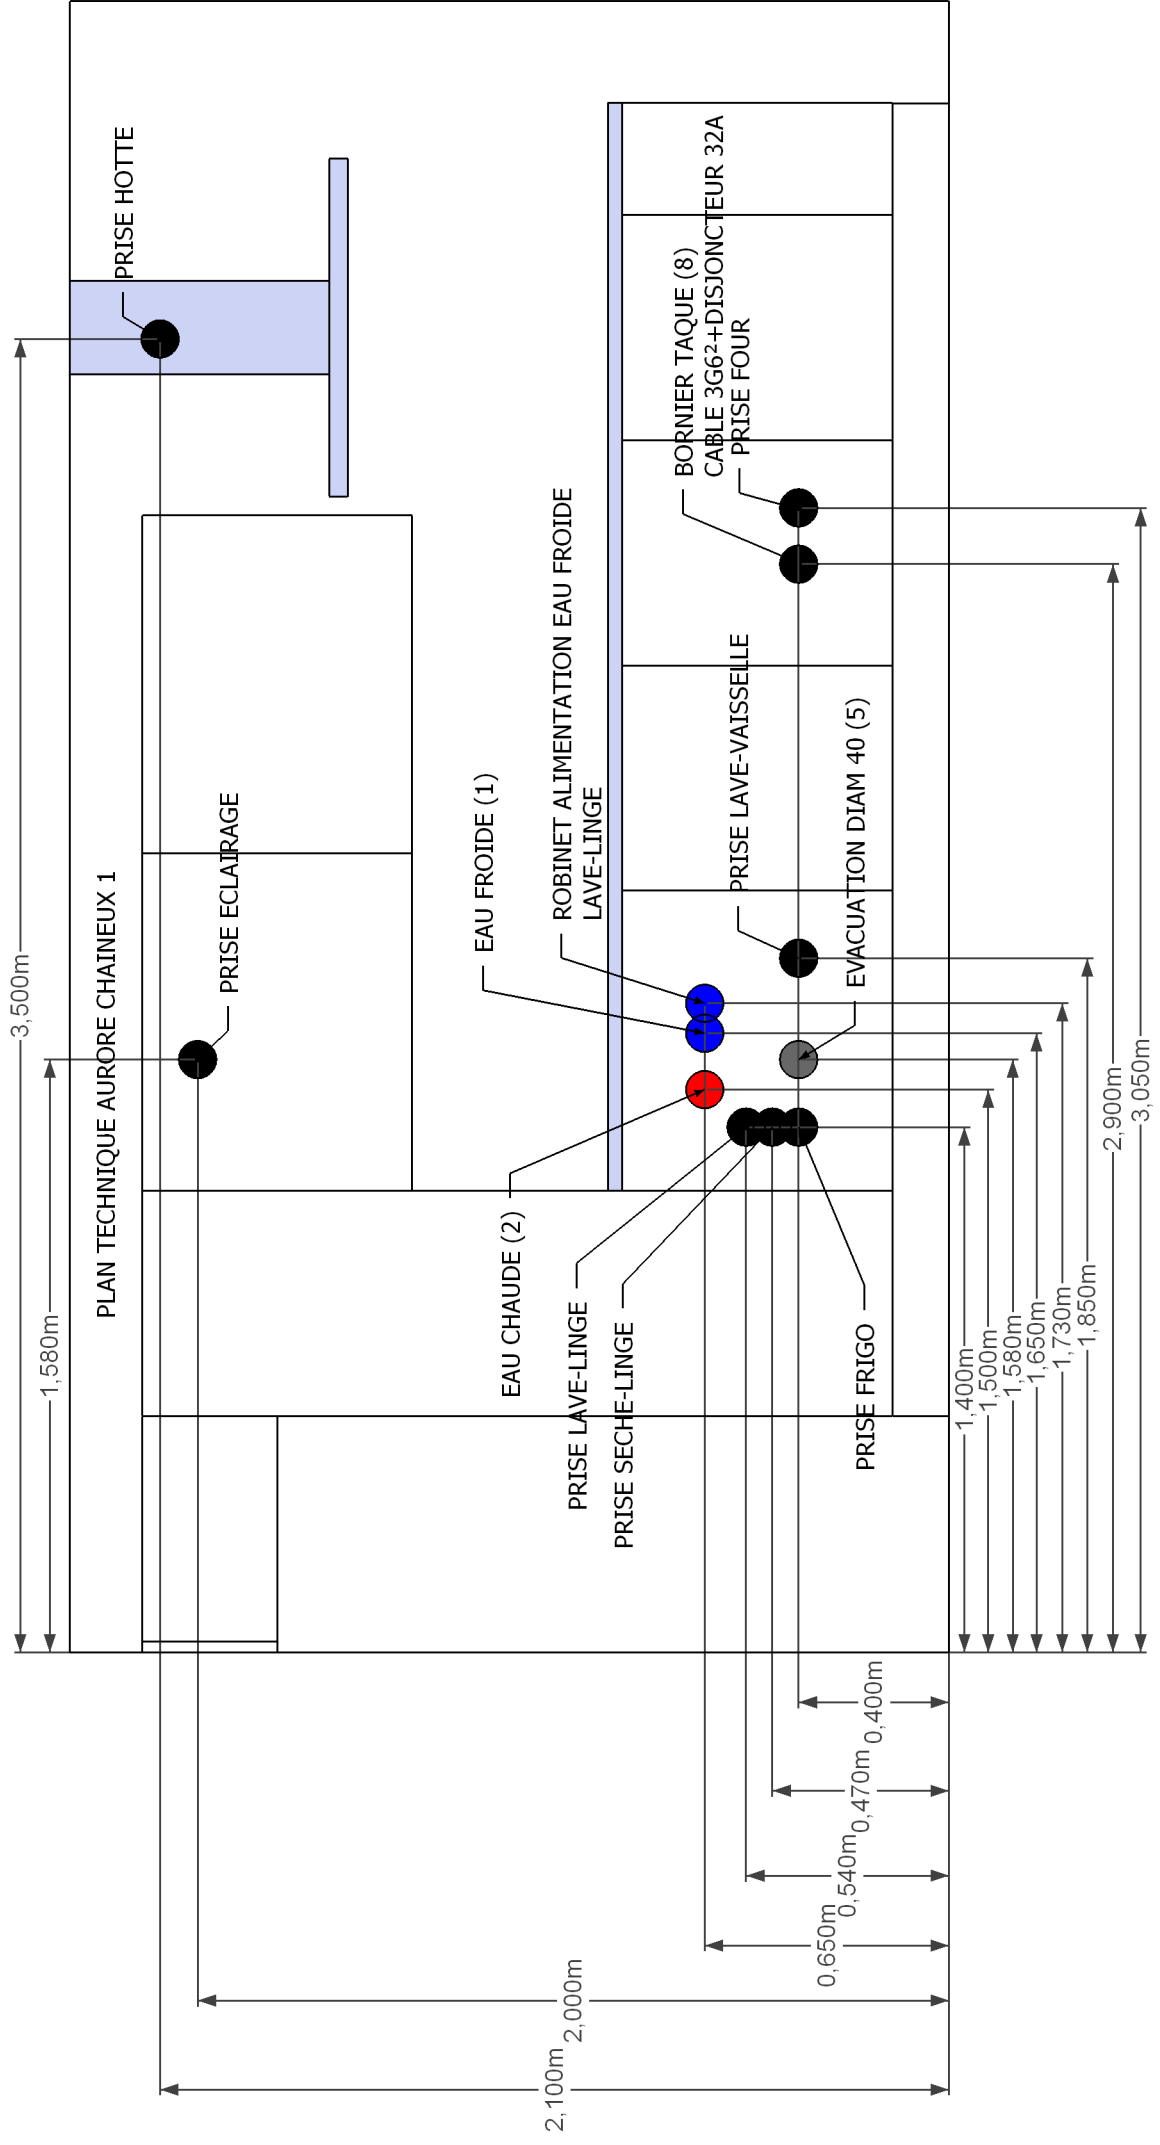 PLAN TECHNIQUE AURORE CHAINEUX 1
3,500m
1,580m
PRISE HOTTE
PRISE ECLAIRAGE
EAU FROIDE (1)
ROBINET ALIMENTATION EAU FROIDE
LAVE-LINGE
EAU CHAUDE (2)
PRISE LAVE-LINGE
PRISE SECHE-LINGE
PRISE FRIGO
BORNIER TAQUE (8)
CABLE 3G6²+DISJONCTEUR 32A
PRISE FOUR
PRISE LAVE-VAISSELLE
EVACUATION DIAM 40 (5)
2,100m
2,000m
0,650m
0,540m
0,470m
0,400m
1,400m
1,500m
1,580m
1,650m
1,730m
1,850m
2,900m
3,050m